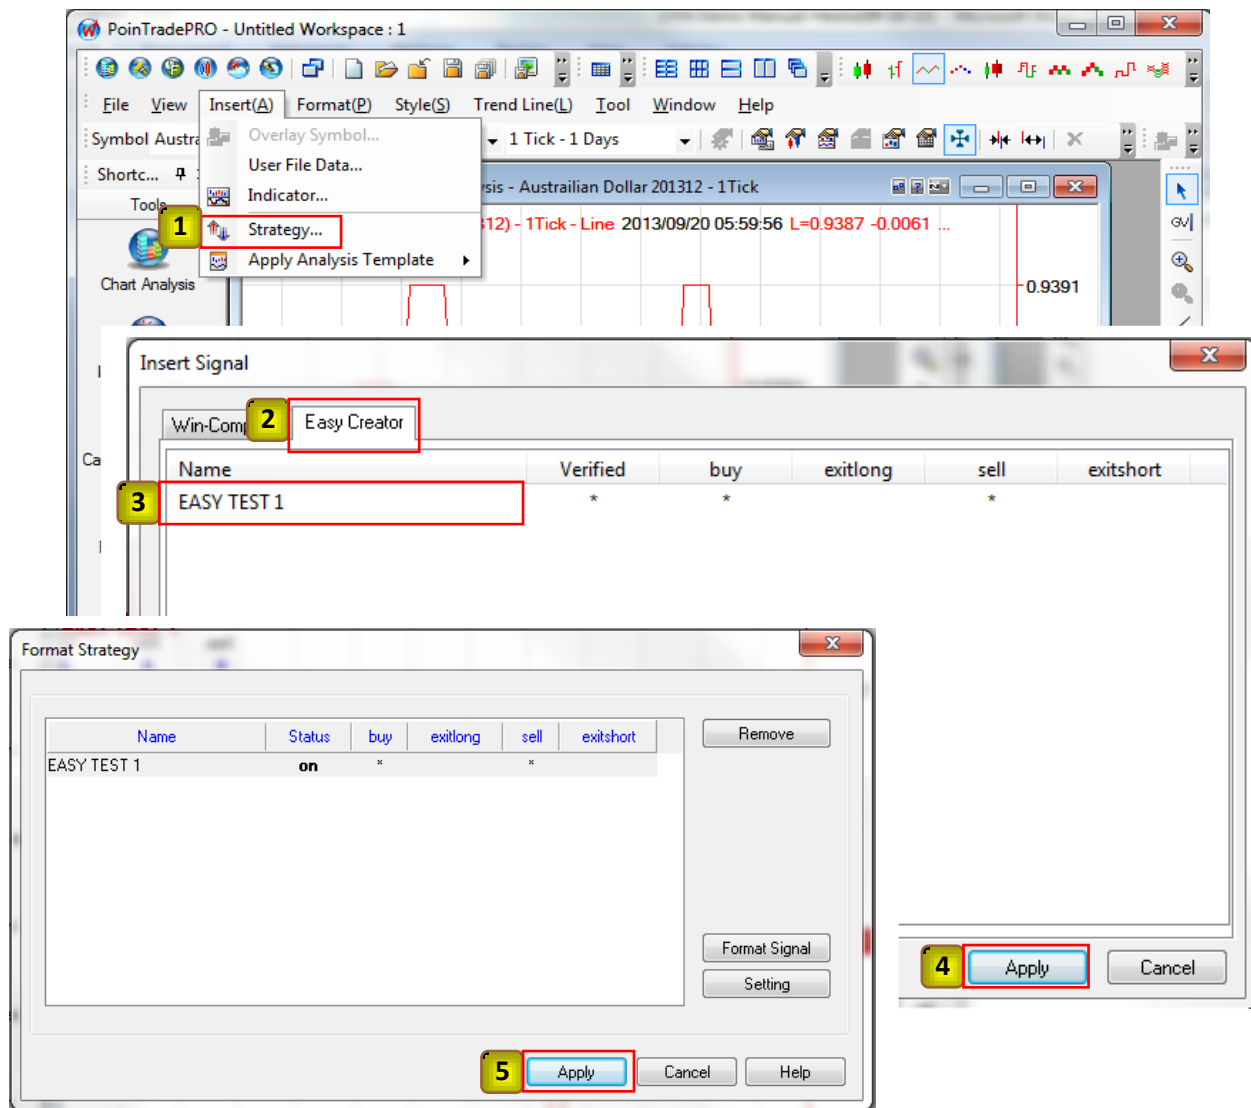 PoinTradePRO - Untitled Workspace : 1
File View Insert(A) Format(P) Style(S) Trend Line(L) Tool Window Help
Symbol Austra
1 Tick - 1 Days
Overlay Symbol...
User File Data...
Indicator...
1 Strategy...
Apply Analysis Template
Shortc...
Tools
Chart Analysis
sis - Austrailian Dollar 201312 - 1Tick
12) - 1Tick - Line 2013/09/20 05:59:56 L=0.9387 -0.0061 ...
0.9391
GV
Insert Signal
Win-Com 2 Easy Creator
Ca
Name Verified buy exitlong sell exitshort
3 EASY TEST 1 * * *
4 Apply Cancel
Format Strategy
Name Status buy exitlong sell exitshort
EASY TEST 1 on * *
Remove
Format Signal
Setting
5 Apply Cancel Help